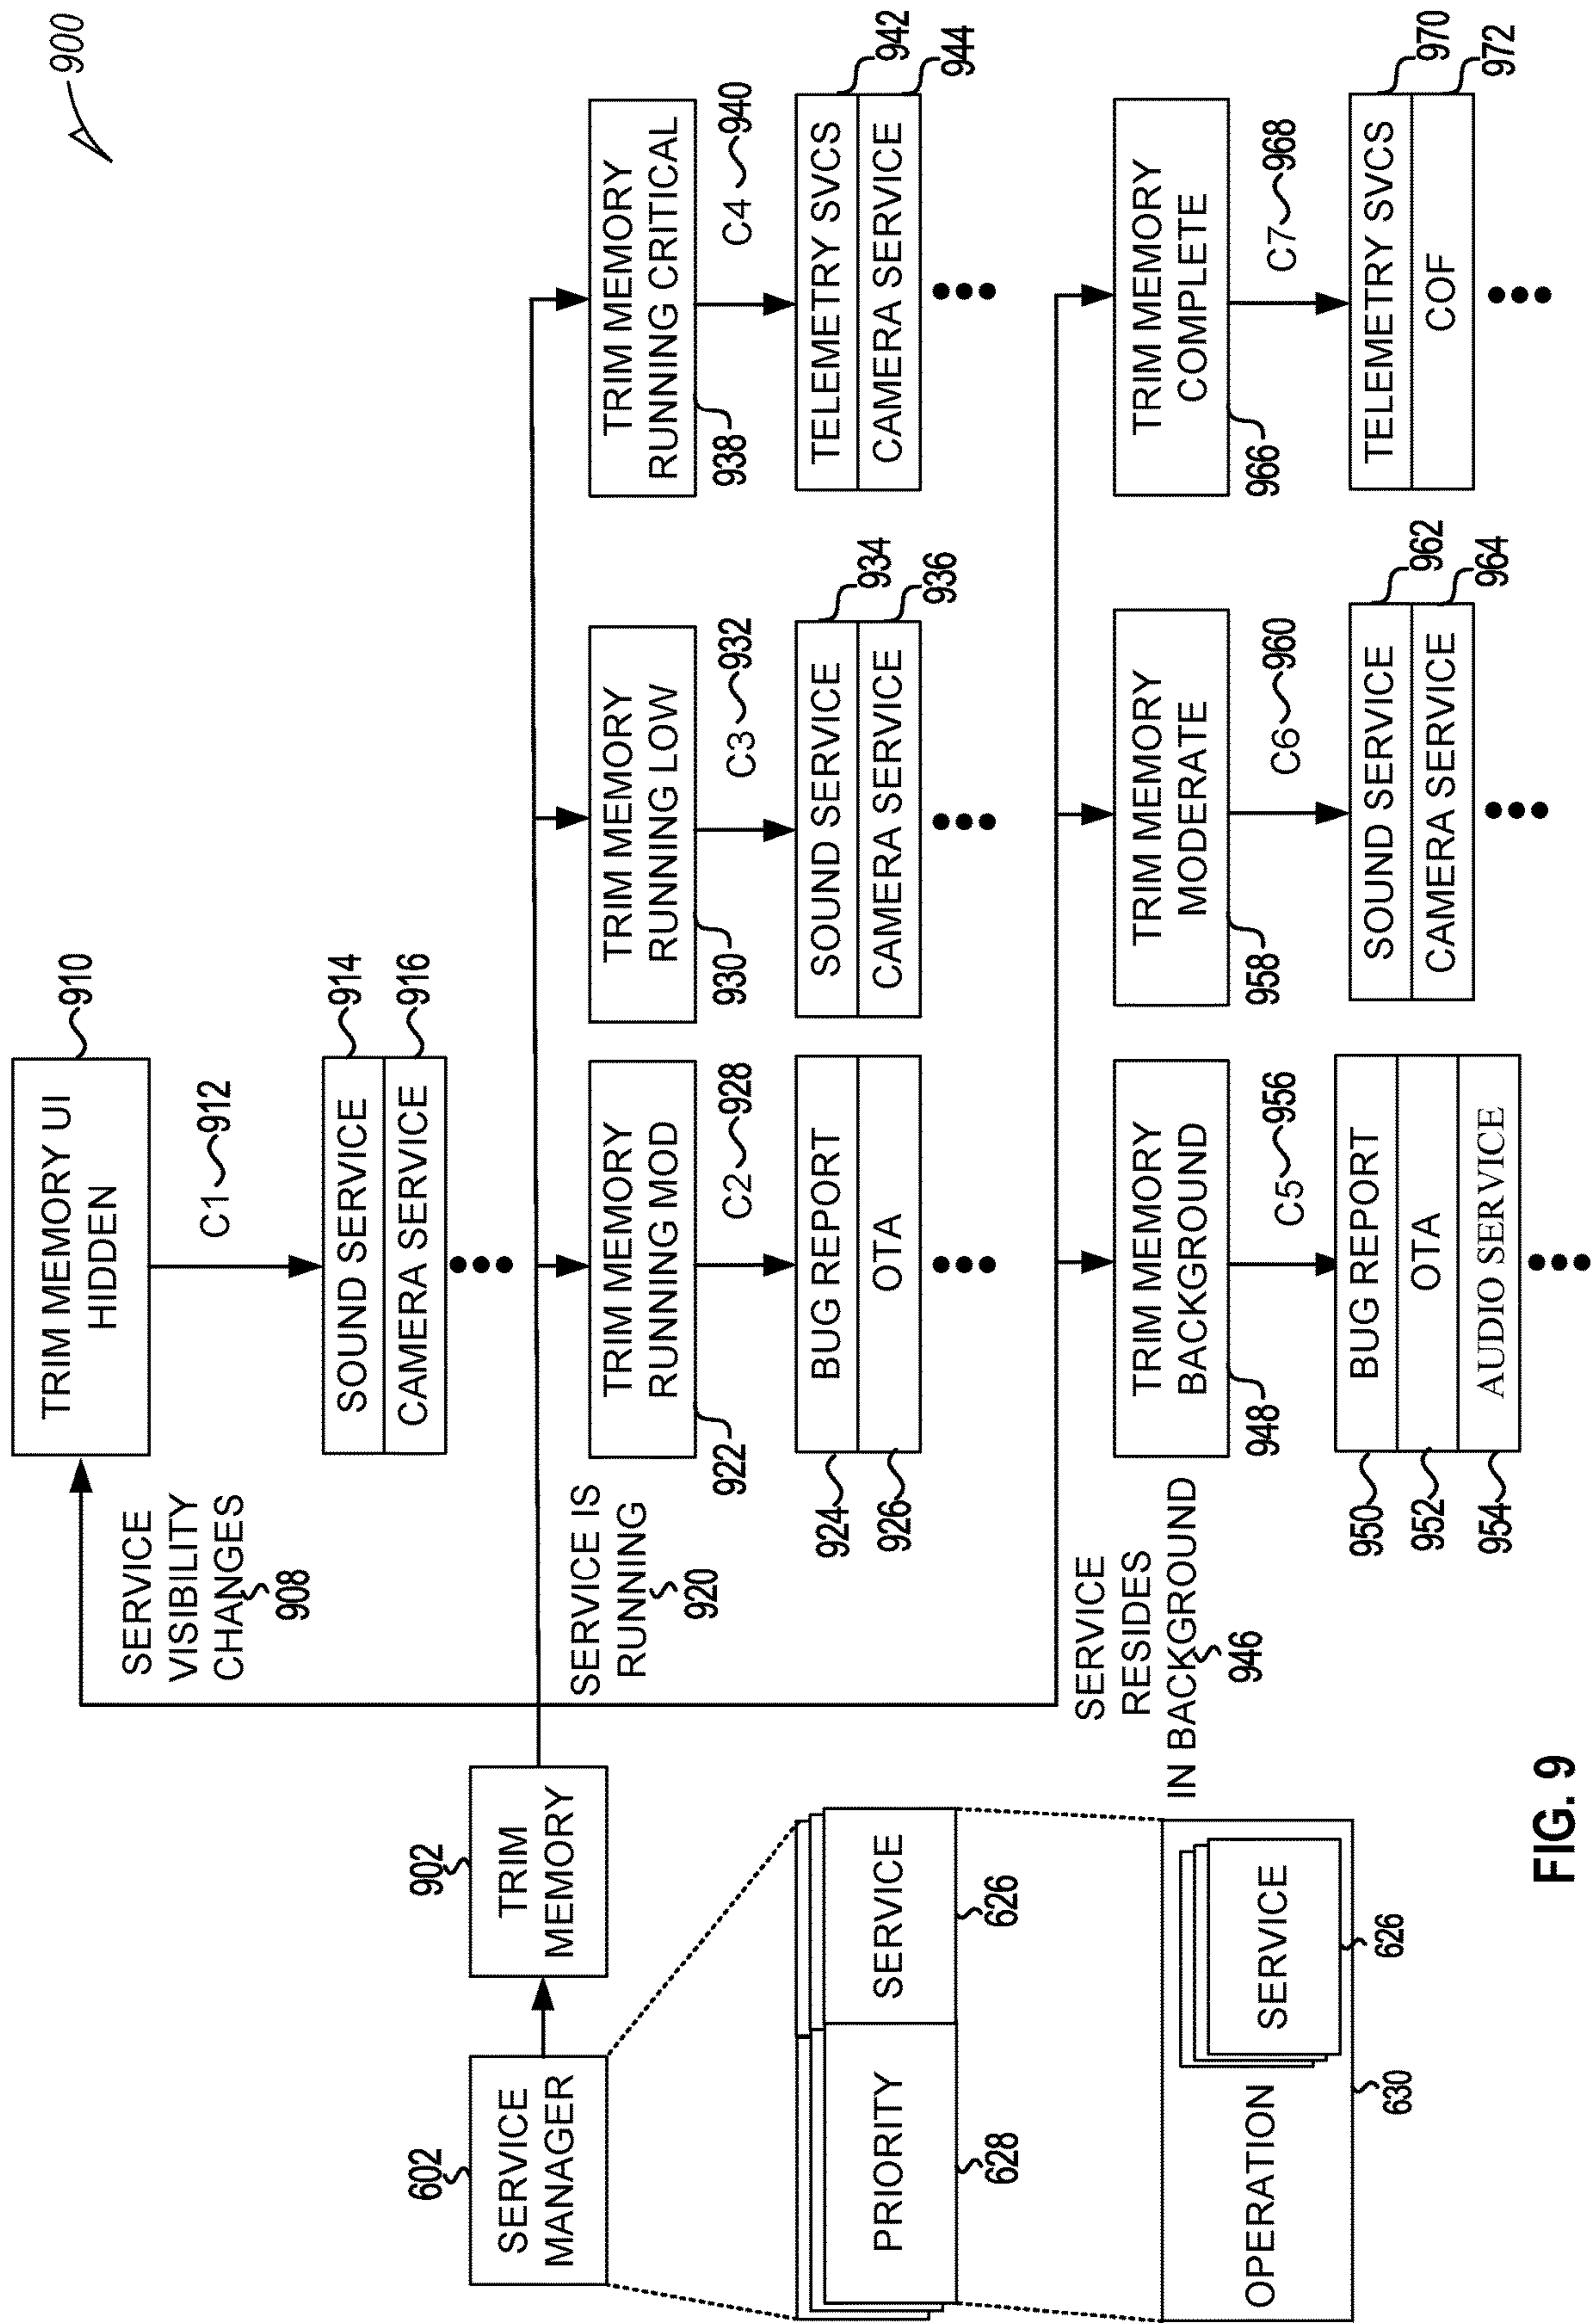 900
SERVICE
MANAGER
602
TRIM
MEMORY
902
PRIORITY
628
SERVICE
626
OPERATION
630
SERVICE
626
SERVICE
VISIBILITY
CHANGES
908
TRIM MEMORY UI
HIDDEN
910
C1
912
SOUND SERVICE
914
CAMERA SERVICE
916
SERVICE IS
RUNNING
920
TRIM MEMORY
RUNNING MOD
922
C2
928
BUG REPORT
924
OTA
926
TRIM MEMORY
RUNNING LOW
930
C3
932
SOUND SERVICE
934
CAMERA SERVICE
936
TRIM MEMORY
RUNNING CRITICAL
938
C4
940
TELEMETRY SVCS
942
CAMERA SERVICE
944
SERVICE
RESIDES
IN BACKGROUND
946
TRIM MEMORY
BACKGROUND
948
C5
956
BUG REPORT
950
OTA
952
AUDIO SERVICE
954
TRIM MEMORY
MODERATE
958
C6
960
SOUND SERVICE
962
CAMERA SERVICE
964
TRIM MEMORY
COMPLETE
966
C7
968
TELEMETRY SVCS
970
COF
972
FIG. 9